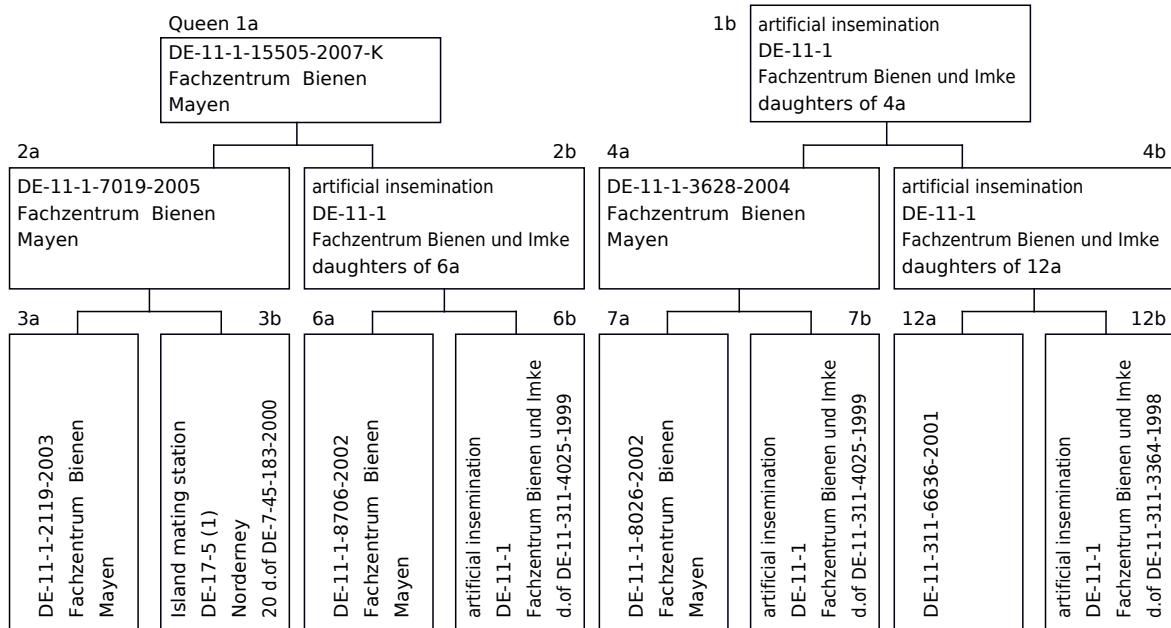 Queen 1a
DE-11-1-15505-2007-K
Fachzentrum Bienen
Mayen
1b
artificial insemination
DE-11-1
Fachzentrum Bienen und Imke
daughters of 4a
2a
DE-11-1-7019-2005
Fachzentrum Bienen
Mayen
2b
artificial insemination
DE-11-1
Fachzentrum Bienen und Imke
daughters of 6a
4a
DE-11-1-3628-2004
Fachzentrum Bienen
Mayen
4b
artificial insemination
DE-11-1
Fachzentrum Bienen und Imke
daughters of 12a
3a
DE-11-1-2119-2003
Fachzentrum Bienen
Mayen
3b
Island mating station
DE-17-5 (1)
Norderney
20 d.of DE-7-45-183-2000
6a
DE-11-1-8706-2002
Fachzentrum Bienen
Mayen
6b
artificial insemination
DE-11-1
Fachzentrum Bienen und Imke
d.of DE-11-311-4025-1999
7a
DE-11-1-8026-2002
Fachzentrum Bienen
Mayen
7b
artificial insemination
DE-11-1
Fachzentrum Bienen und Imke
d.of DE-11-311-4025-1999
12a
DE-11-311-6636-2001
12b
artificial insemination
DE-11-1
Fachzentrum Bienen und Imke
d.of DE-11-311-3364-1998